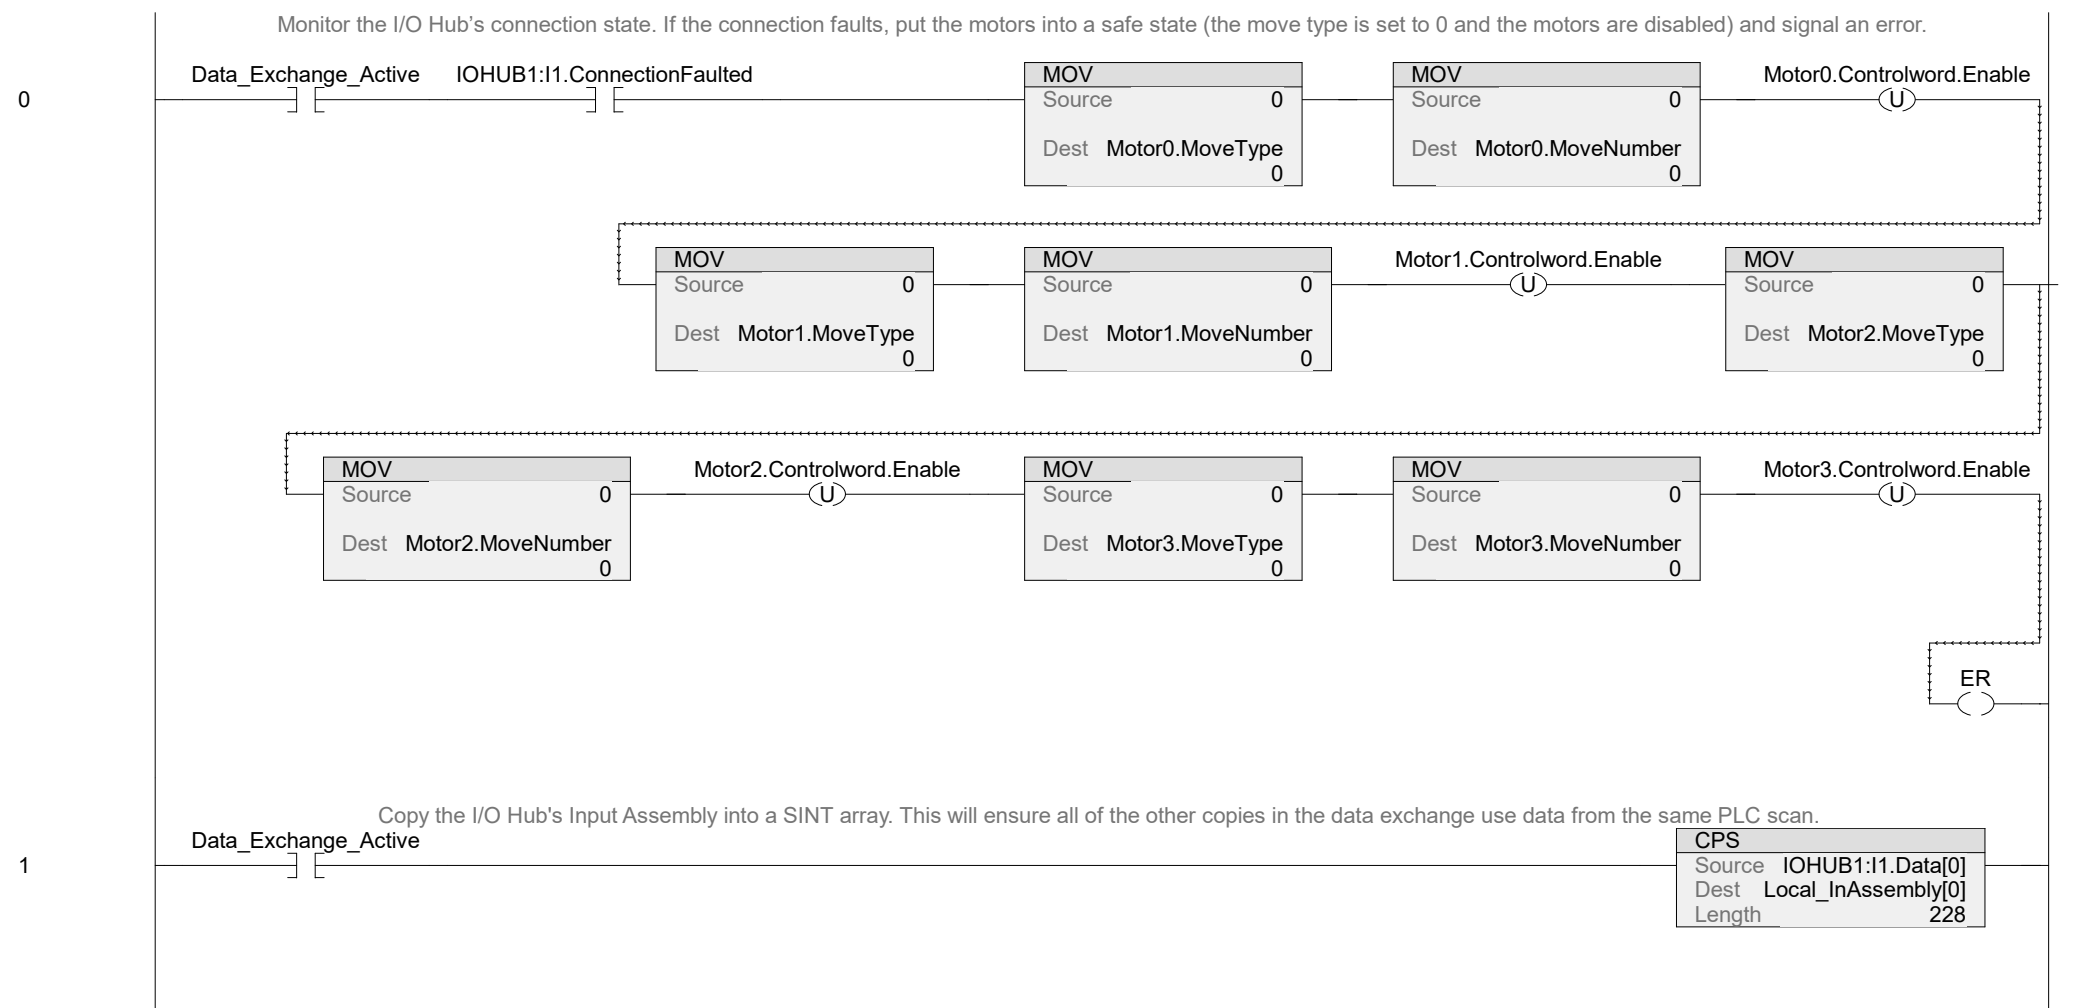 Monitor the I/O Hub’s connection state. If the connection faults, put the motors into a safe state (the move type is set to 0 and the motors are disabled) and signal an error.
Data_Exchange_Active IOHUB1:I1.ConnectionFaulted MOV MOV Motor0.Controlword.Enable
0 Source 0 Source 0 U
Dest Motor0.MoveType Dest Motor0.MoveNumber
0 0
MOV MOV Motor1.Controlword.Enable MOV
Source 0 Source 0 U Source 0
Dest Motor1.MoveType Dest Motor1.MoveNumber Dest Motor2.MoveType
0 0 0
MOV Motor2.Controlword.Enable MOV MOV Motor3.Controlword.Enable
Source 0 U Source 0 Source 0 U
Dest Motor2.MoveNumber Dest Motor3.MoveType Dest Motor3.MoveNumber
0 0 0
ER
Copy the I/O Hub's Input Assembly into a SINT array. This will ensure all of the other copies in the data exchange use data from the same PLC scan.
Data_Exchange_Active CPS
1 Source IOHUB1:I1.Data[0]
Dest Local_InAssembly[0]
Length 228